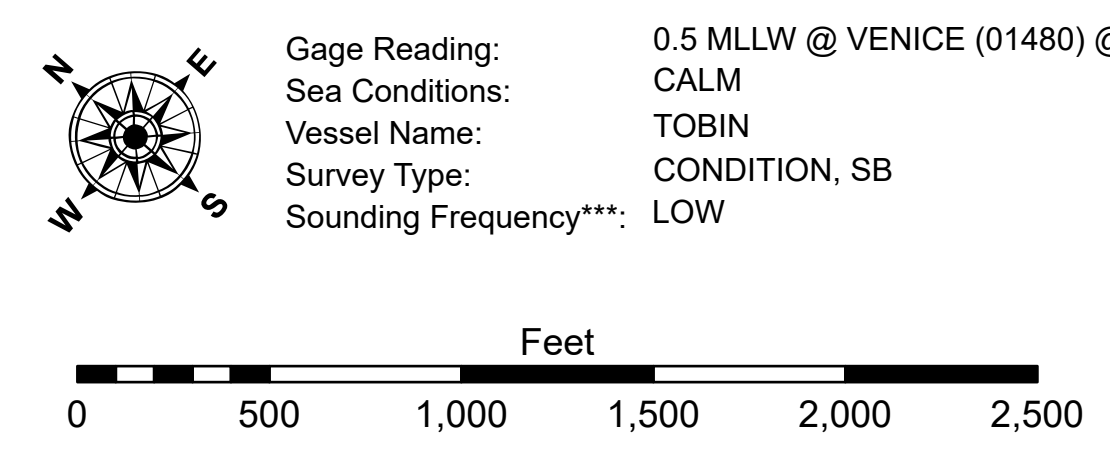 N E
W S
Gage Reading: 0.5 MLLW @ VENICE (01480) @
Sea Conditions: CALM
Vessel Name: TOBIN
Survey Type: CONDITION, SB
Sounding Frequency***: LOW
Feet
0 500 1,000 1,500 2,000 2,500